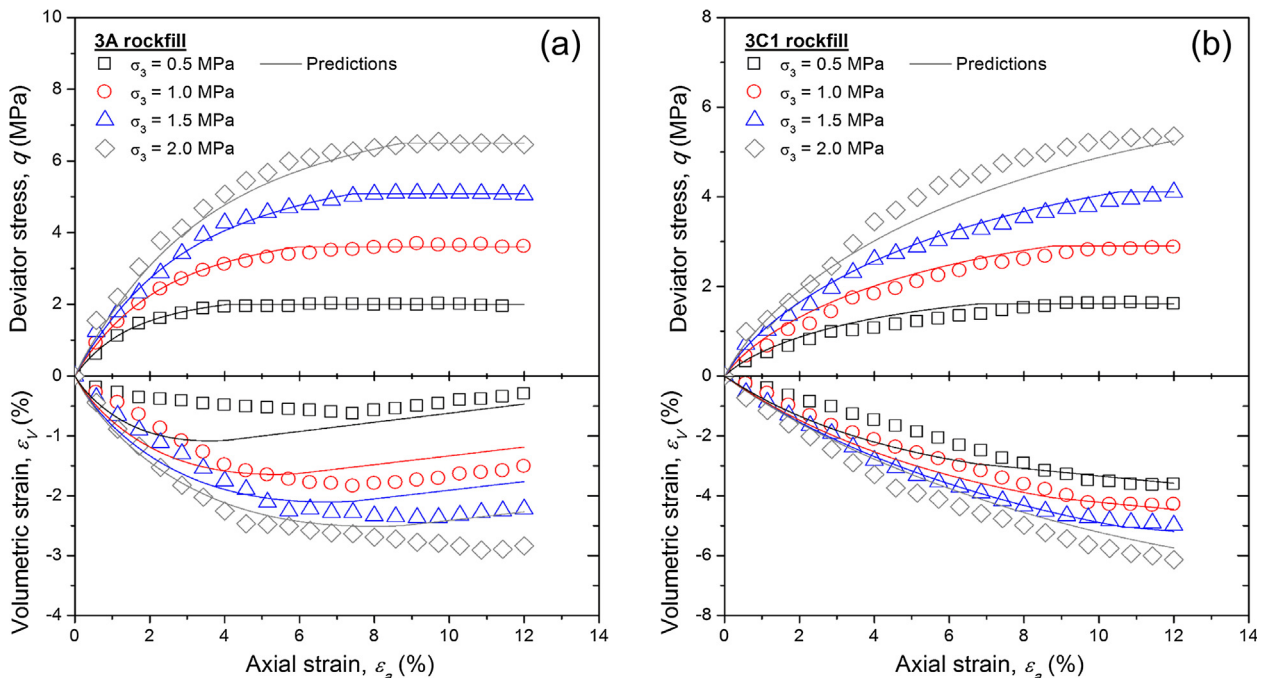 3A rockfill
(a)
σ3 = 0.5 MPa
Predictions
σ3 = 1.0 MPa
σ3 = 1.5 MPa
σ3 = 2.0 MPa
Deviator stress, q (MPa)
10
8
6
4
2
0
Volumetric strain, εV (%)
-1
-2
-3
-4
0 2 4 6 8 10 12 14
Axial strain, εa (%)
3C1 rockfill
(b)
σ3 = 0.5 MPa
Predictions
σ3 = 1.0 MPa
σ3 = 1.5 MPa
σ3 = 2.0 MPa
Deviator stress, q (MPa)
8
6
4
2
0
Volumetric strain, εV (%)
-2
-4
-6
-8
0 2 4 6 8 10 12 14
Axial strain, εa (%)